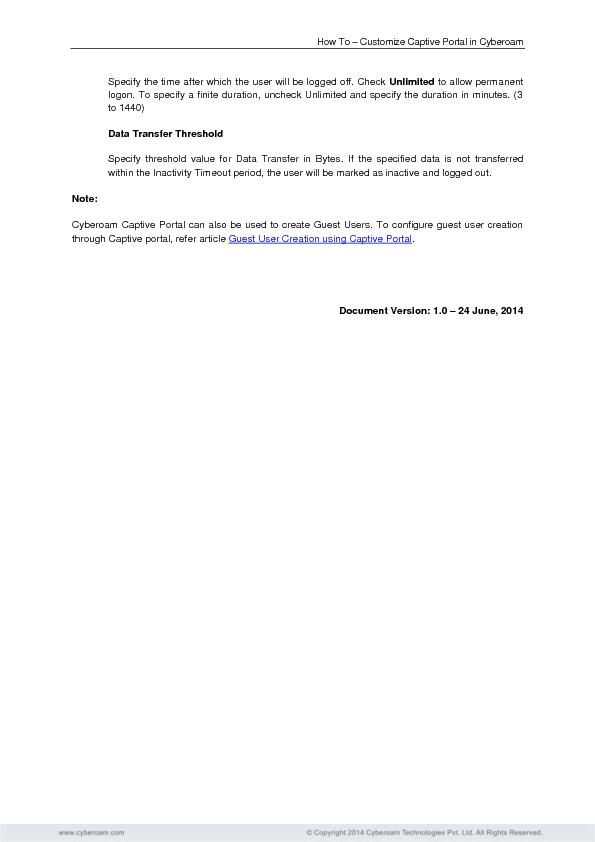 How To – Customize Captive Portal in Cyberoam
Specify the time after which the user will be logged off. Check Unlimited to allow permanent
logon. To specify a finite duration, uncheck Unlimited and specify the duration in minutes. (3
to 1440)
Data Transfer Threshold
Specify threshold value for Data Transfer in Bytes. If the specified data is not transferred
within the Inactivity Timeout period, the user will be marked as inactive and logged out.
Note:
Cyberoam Captive Portal can also be used to create Guest Users. To configure guest user creation
through Captive portal, refer article Guest User Creation using Captive Portal.
Document Version: 1.0 – 24 June, 2014
www.cyberoam.com © Copyright 2014 Cyberoam Technologies Pvt. Ltd. All Rights Reserved.